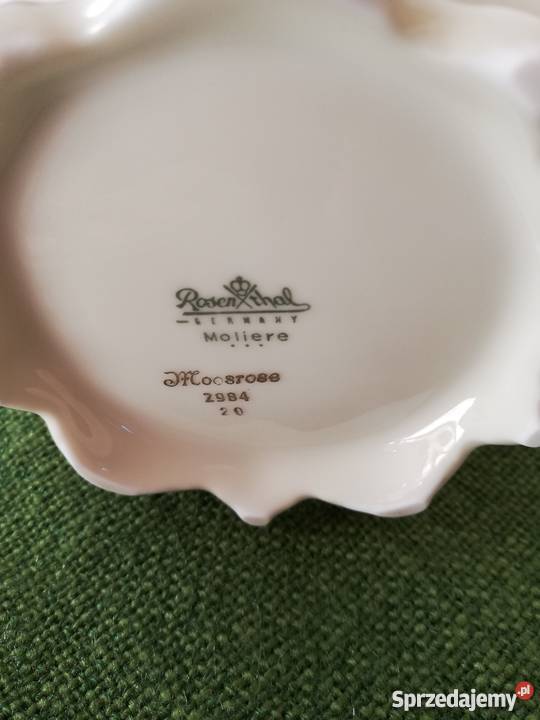 Rosenthal
GERMANY
Moliere
Moosrose
2984
20
Sprzedajemy.pl